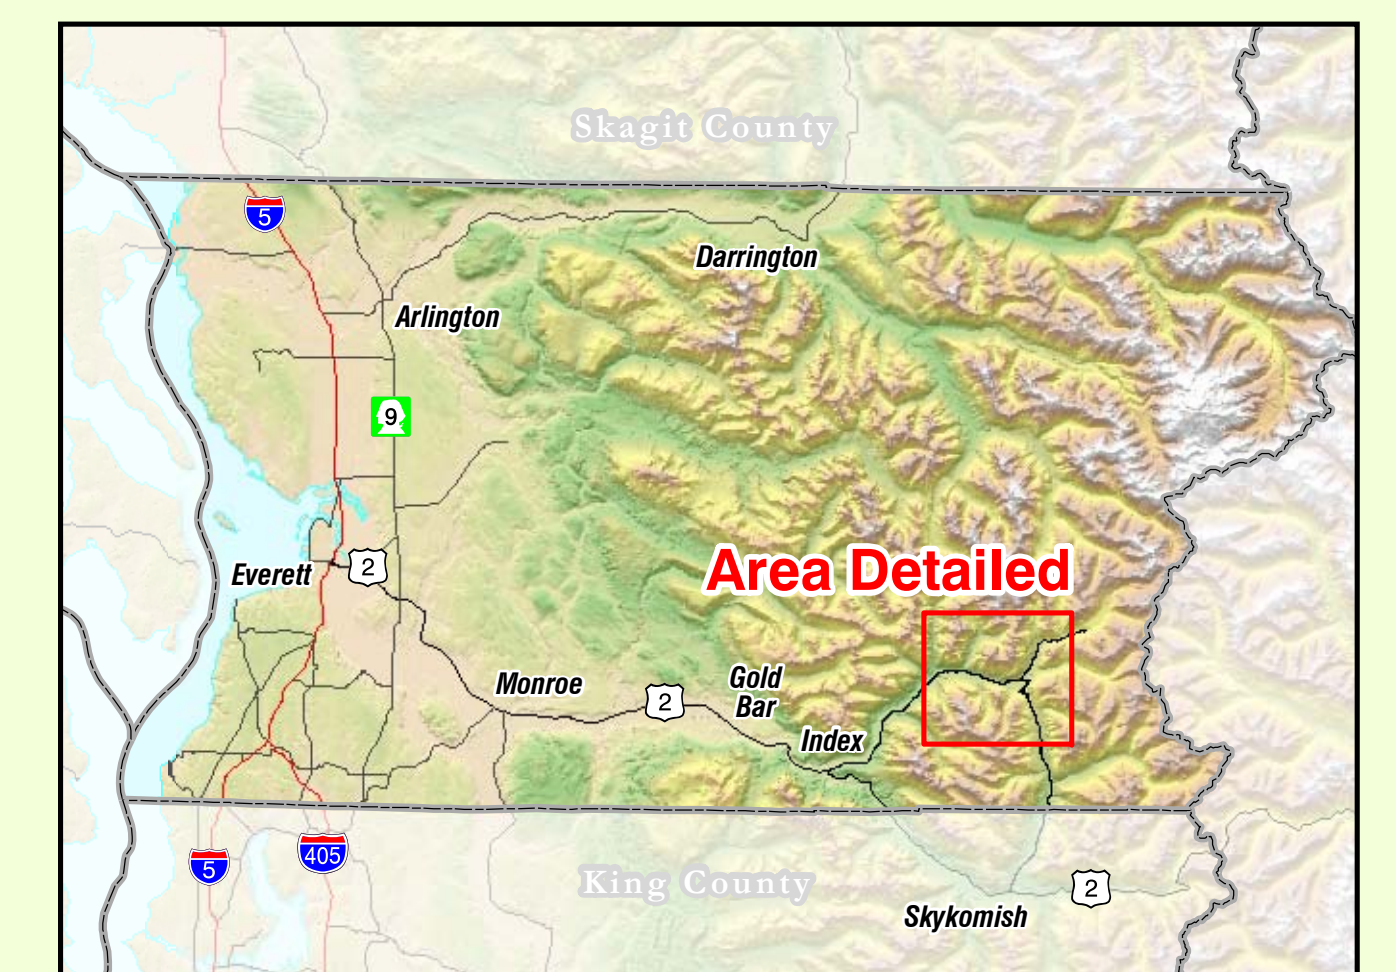 Skagit County
5
Darrington
Arlington
9
Area Detailed
Everett
2
Monroe
Gold
Bar
2
Index
5
405
King County
2
Skykomish